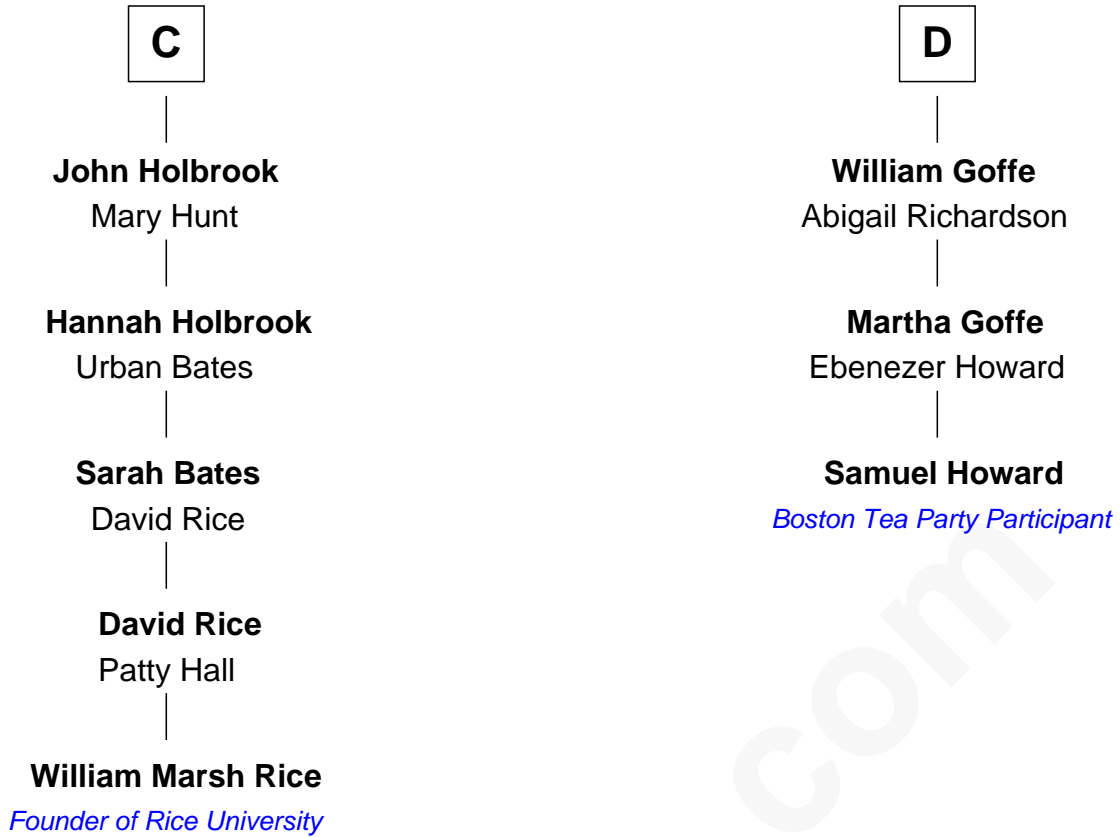 C
John Holbrook
Mary Hunt
Hannah Holbrook
Urban Bates
Sarah Bates
David Rice
David Rice
Patty Hall
William Marsh Rice
Founder of Rice University
D
William Goffe
Abigail Richardson
Martha Goffe
Ebenezer Howard
Samuel Howard
Boston Tea Party Participant
com